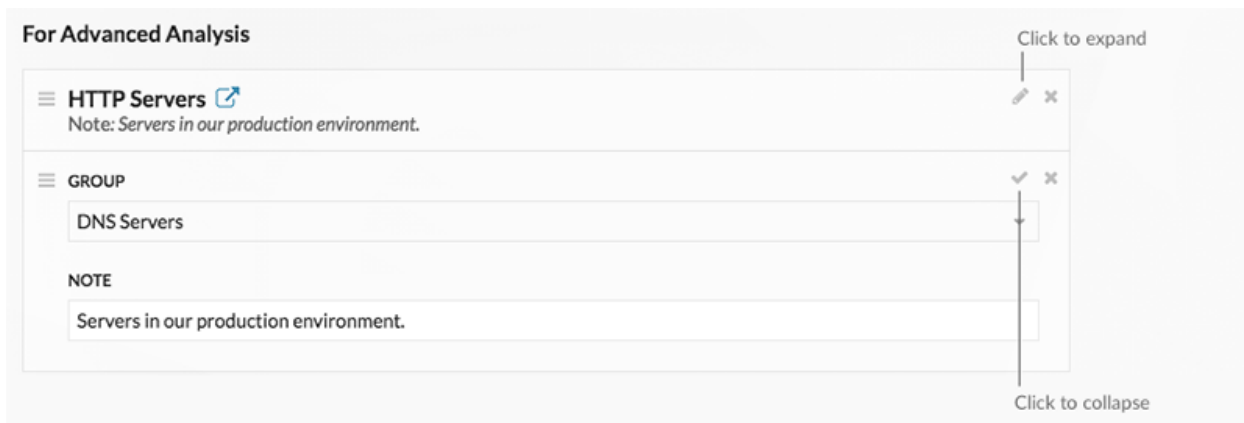 For Advanced Analysis
Click to expand
HTTP Servers
Note: Servers in our production environment.
GROUP
DNS Servers
NOTE
Servers in our production environment.
Click to collapse